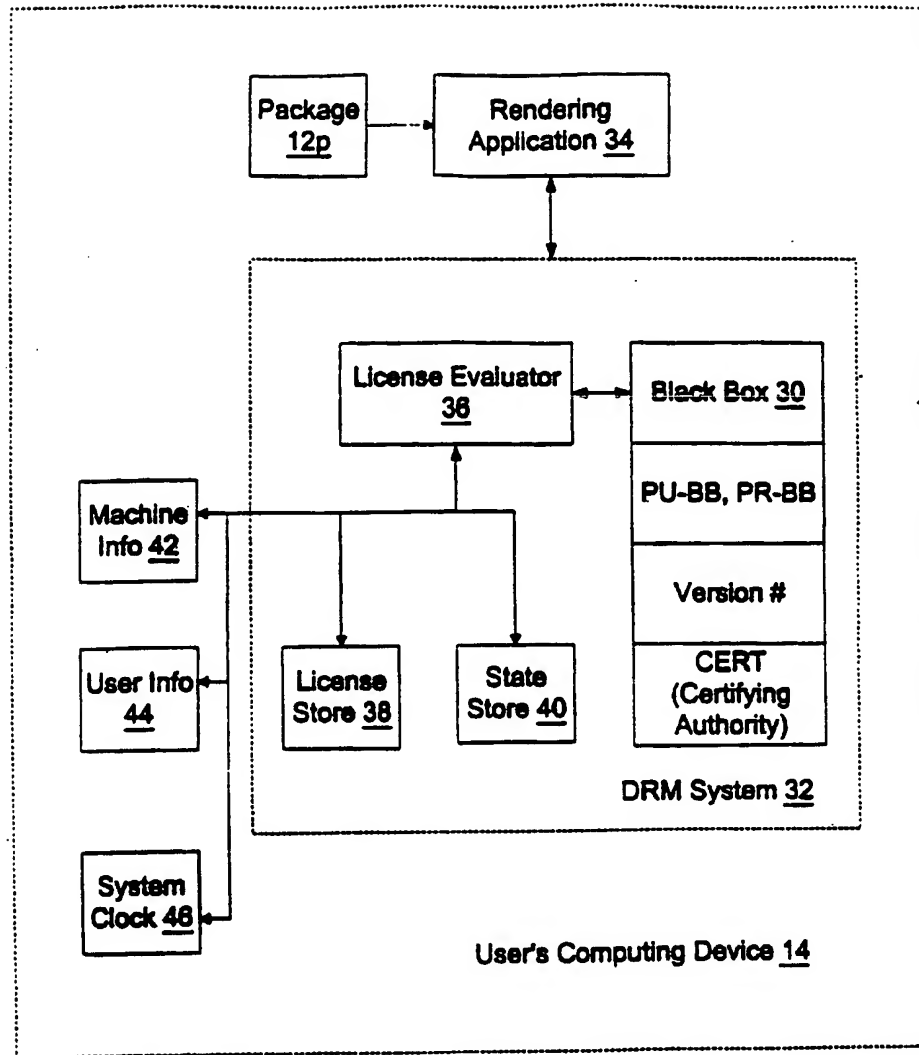 Package
12p
Rendering
Application 34
License Evaluator
36
Black Box 30
PU-BB, PR-BB
Version #
CERT
(Certifying
Authority)
Machine
Info 42
User Info
44
License
Store 38
State
Store 40
DRM System 32
System
Clock 46
User's Computing Device 14